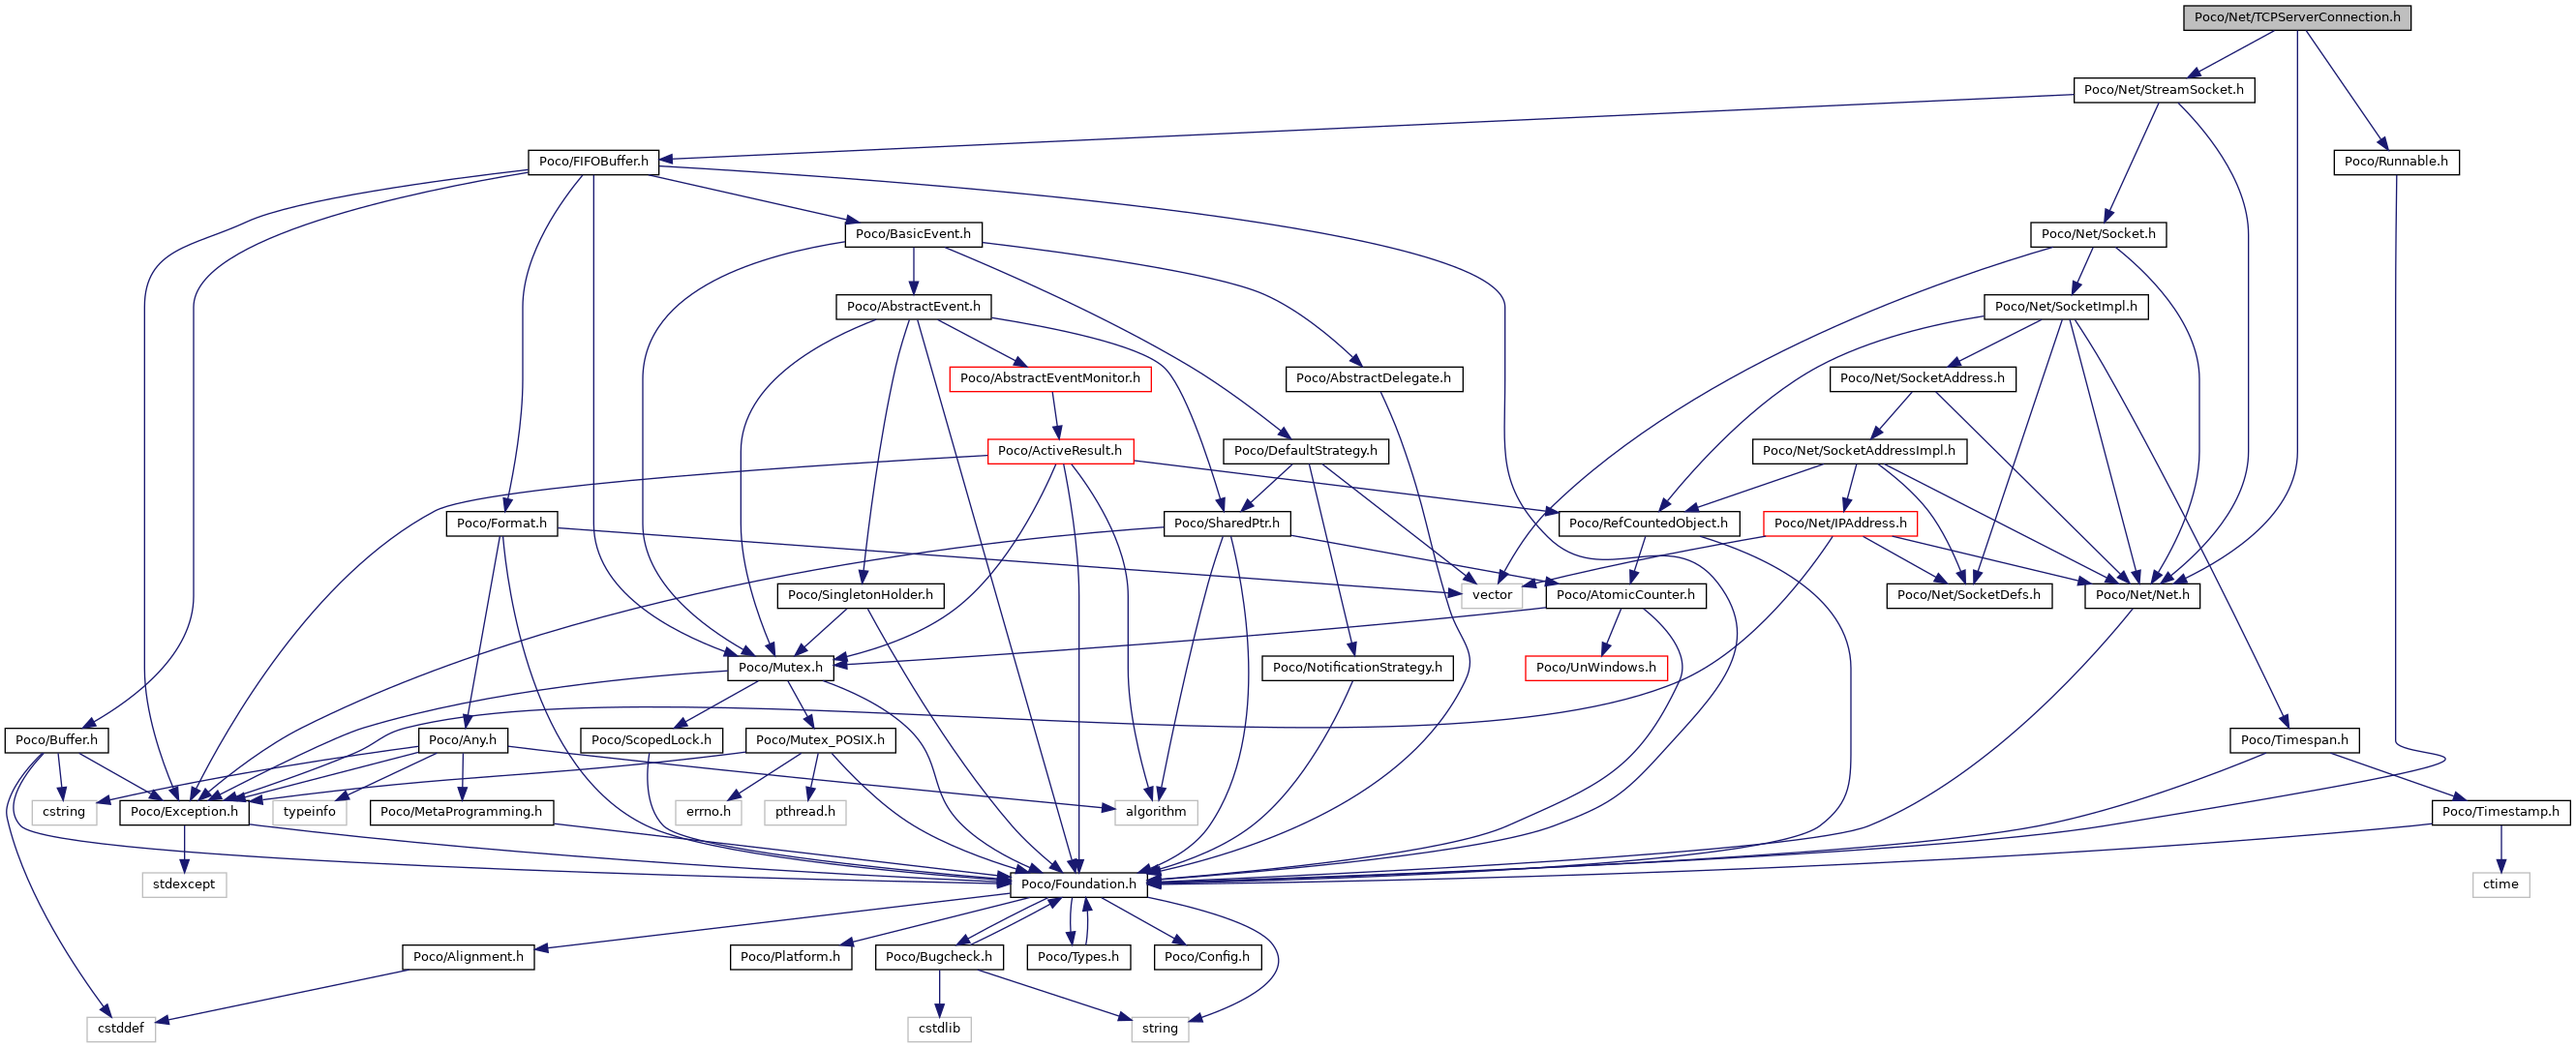 Poco/Net/TCPServerConnection.h
Poco/Net/StreamSocket.h
Poco/FIFOBuffer.h
Poco/Runnable.h
Poco/BasicEvent.h
Poco/Net/Socket.h
Poco/AbstractEvent.h
Poco/Net/SocketImpl.h
Poco/AbstractEventMonitor.h
Poco/AbstractDelegate.h
Poco/Net/SocketAddress.h
Poco/ActiveResult.h
Poco/DefaultStrategy.h
Poco/Net/SocketAddressImpl.h
Poco/Format.h
Poco/SharedPtr.h
Poco/RefCountedObject.h
Poco/Net/IPAddress.h
Poco/SingletonHolder.h
vector
Poco/AtomicCounter.h
Poco/Net/SocketDefs.h
Poco/Net/Net.h
Poco/Mutex.h
Poco/NotificationStrategy.h
Poco/UnWindows.h
Poco/Buffer.h
Poco/Any.h
Poco/ScopedLock.h
Poco/Mutex_POSIX.h
Poco/Timespan.h
cstring
Poco/Exception.h
typeinfo
Poco/MetaProgramming.h
errno.h
pthread.h
algorithm
Poco/Timestamp.h
stdexcept
Poco/Foundation.h
ctime
Poco/Alignment.h
Poco/Platform.h
Poco/Bugcheck.h
Poco/Types.h
Poco/Config.h
cstddef
cstdlib
string